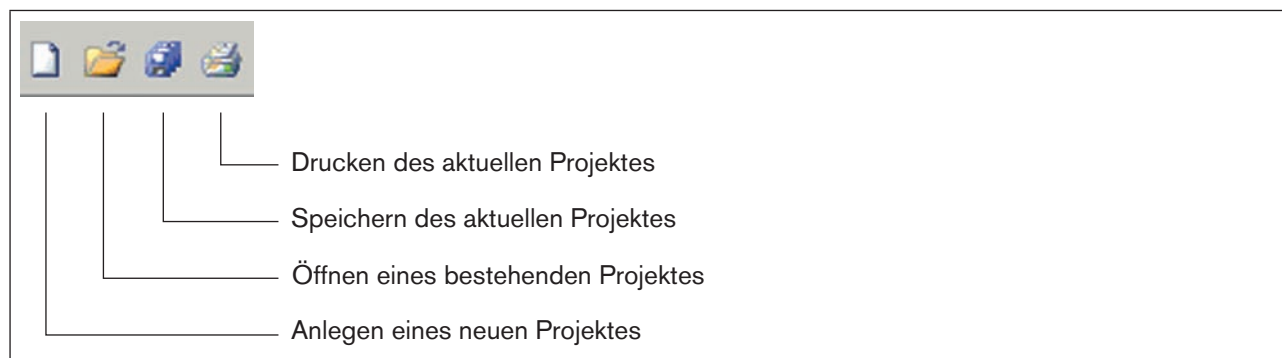 Drucken des aktuellen Projektes
Speichern des aktuellen Projektes
Öffnen eines bestehenden Projektes
Anlegen eines neuen Projektes